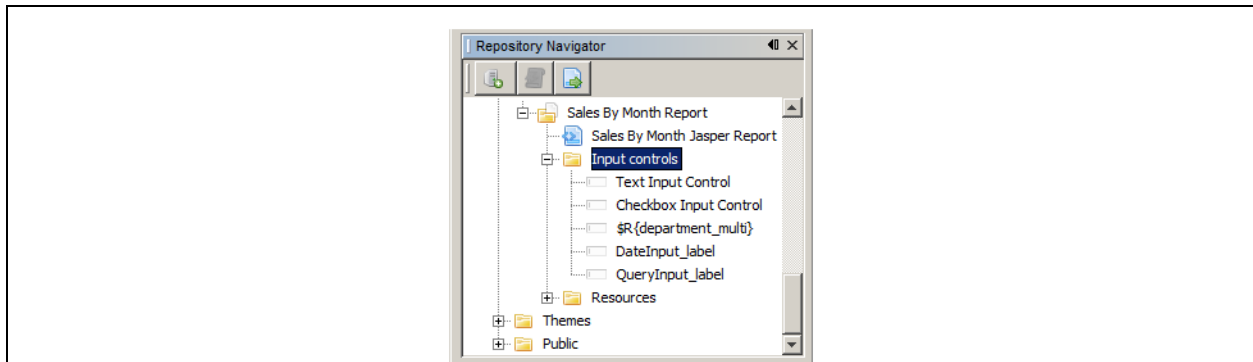 Repository Navigator
Sales By Month Report
Sales By Month Jasper Report
Input controls
Text Input Control
Checkbox Input Control
$R{department_multi}
DateInput_label
QueryInput_label
Resources
Themes
Public